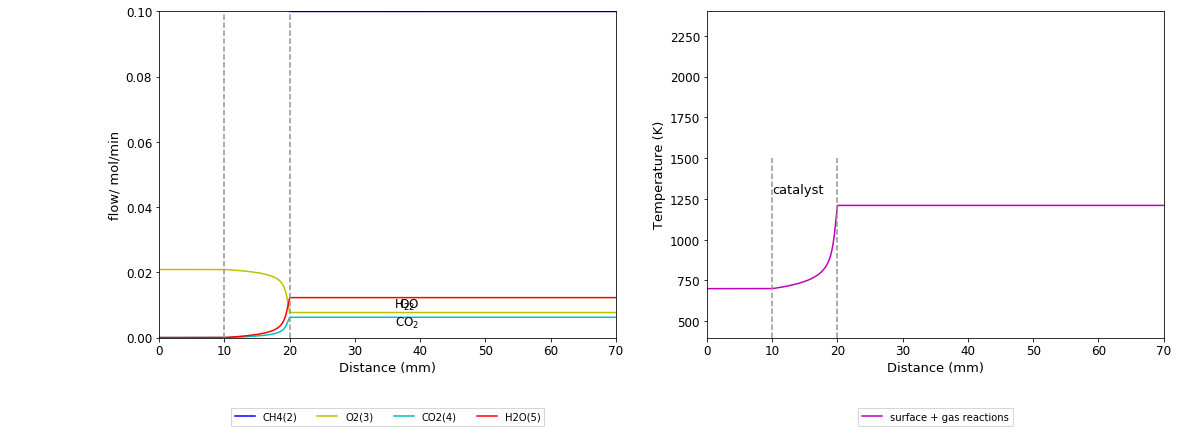 0.10
0.08
0.06
0.04
0.02
0.00
flow/ mol/min
CO2
0 10 20 30 40 50 60 70
Distance (mm)
CH4(2) O2(3) CO2(4) H2O(5)
2250
2000
1750
1500
1250
1000
750
500
Temperature (K)
catalyst
0 10 20 30 40 50 60 70
Distance (mm)
surface + gas reactions